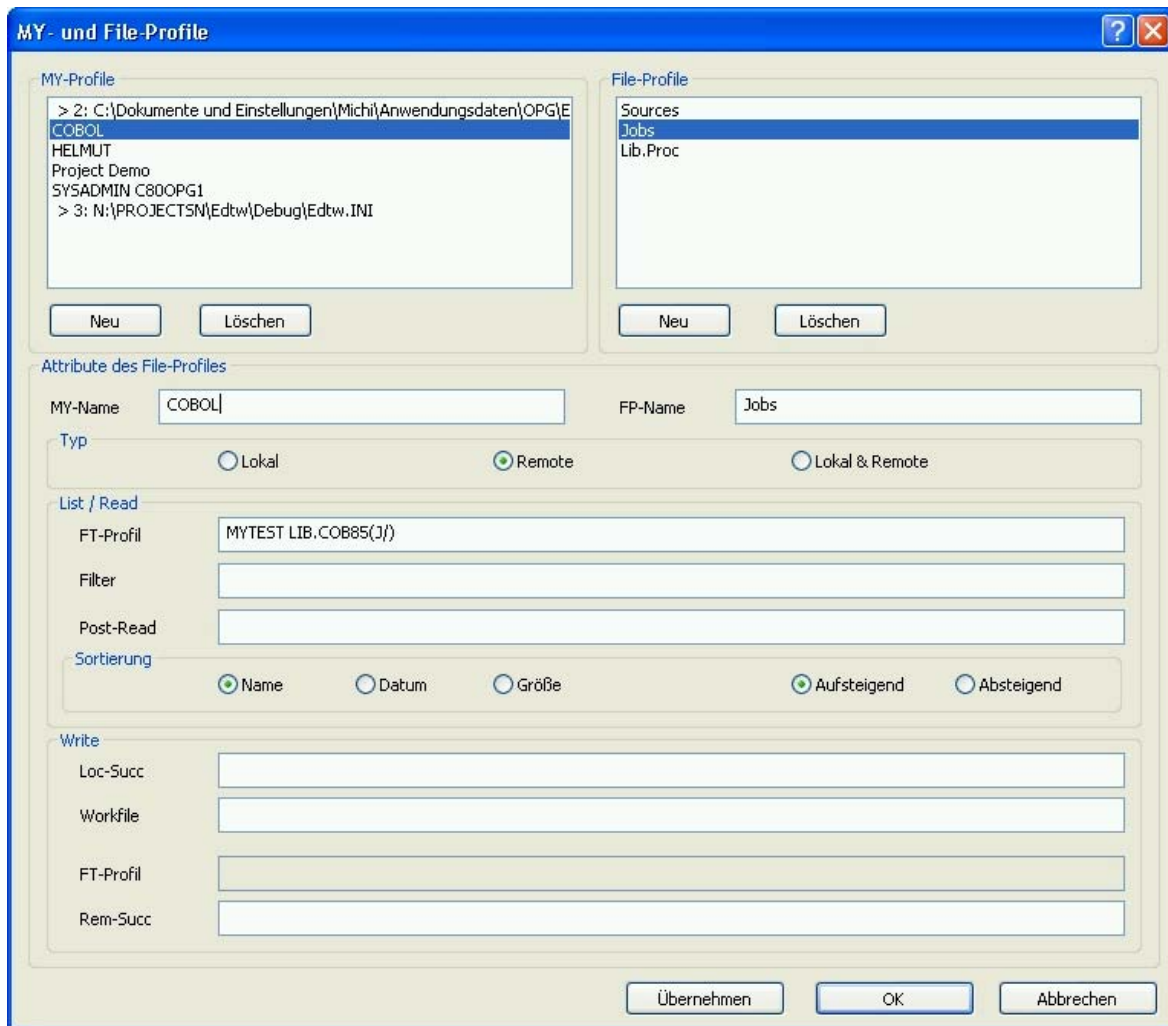 MY- und File-Profile
MY-Profile
> 2: C:\Dokumente und Einstellungen\Michi\Anwendungsdaten\OPG\E
COBOL
HELMUT
Project Demo
SYSADMIN C80OPG1
> 3: N:\PROJECTSN\Edtw\Debug\Edtw.INI
Neu
Löschen
File-Profile
Sources
Jobs
Lib.Proc
Neu
Löschen
Attribute des File-Profiles
MY-Name
COBOL
FP-Name
Jobs
Typ
Lokal
Remote
Lokal & Remote
List / Read
FT-Profil
MYTEST LIB.COB85(J/)
Filter
Post-Read
Sortierung
Name
Datum
Größe
Aufsteigend
Absteigend
Write
Loc-Succ
Workfile
FT-Profil
Rem-Succ
Übernehmen
OK
Abbrechen